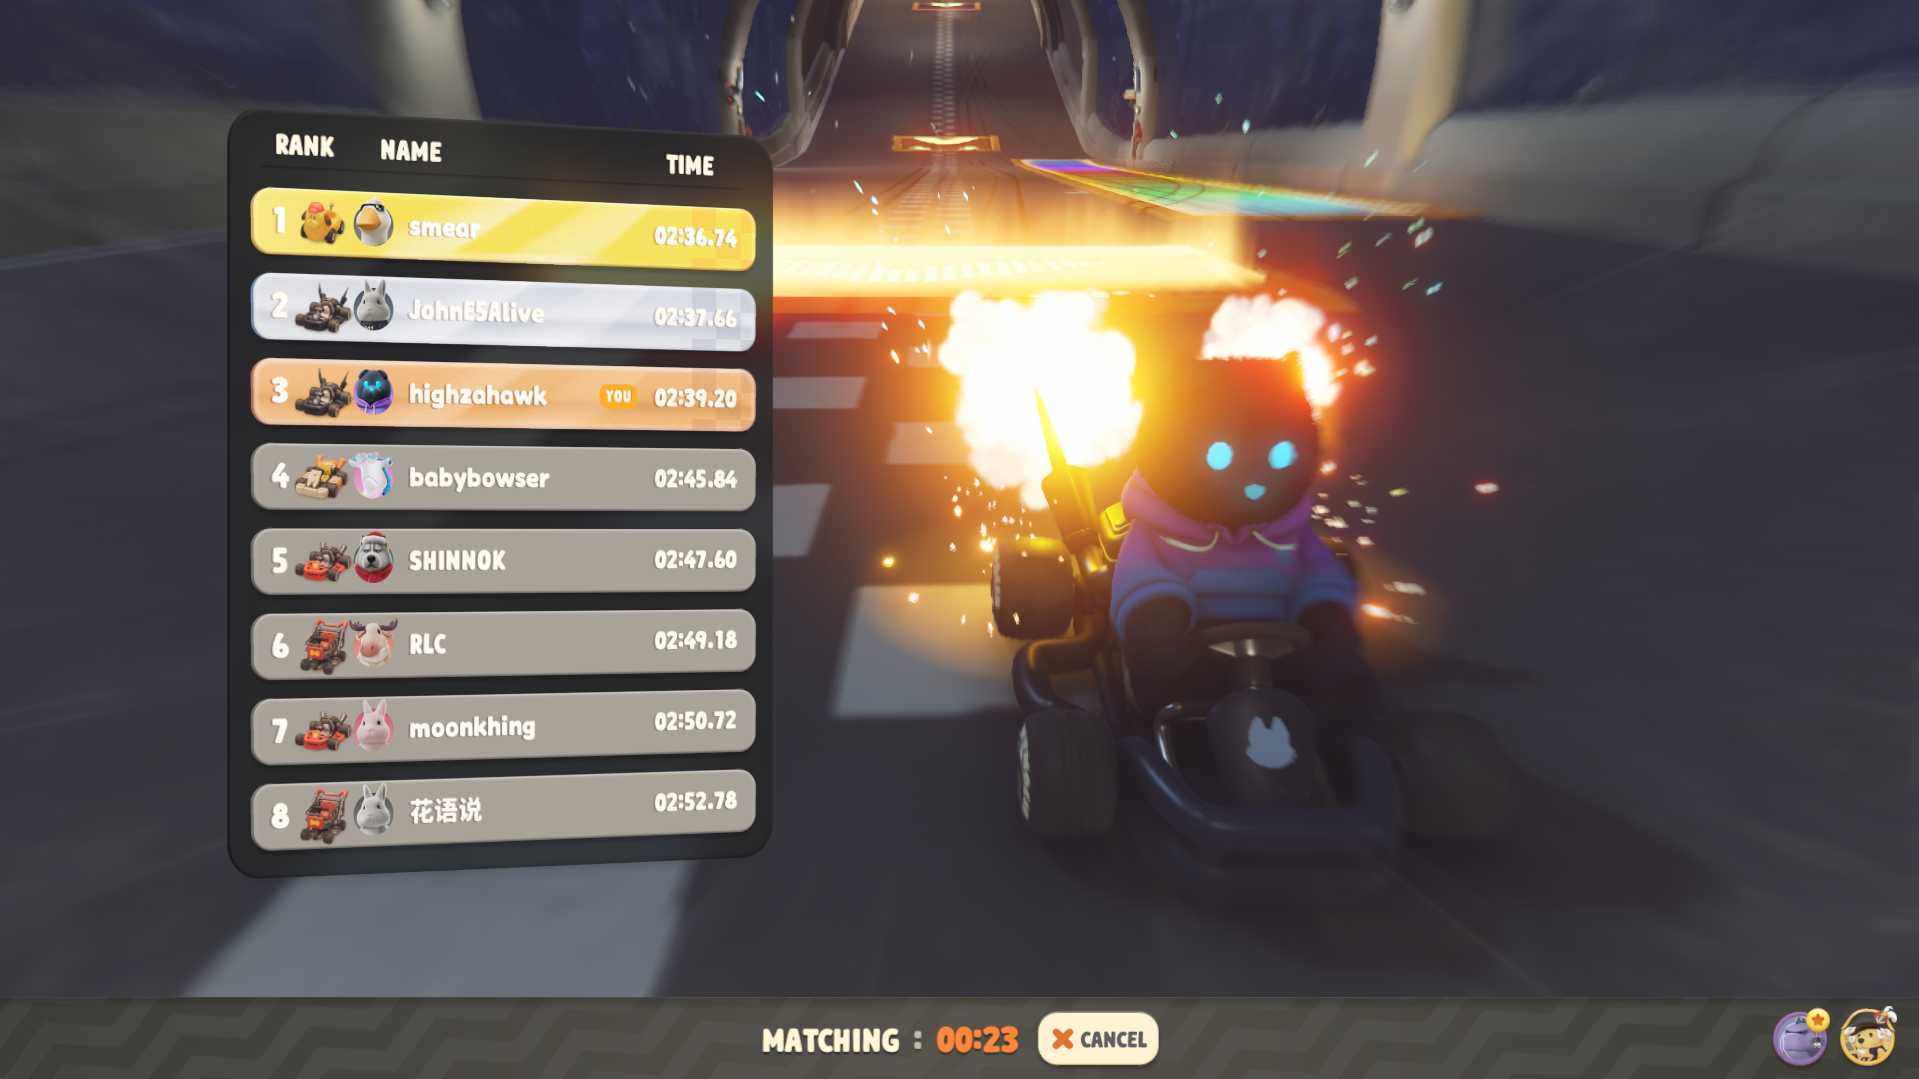 RANK NAME TIME
1 smear 02:36.74
2 JohnE5Alive 02:37.66
3 highzahawk YOU 02:39.20
4 babybowser 02:45.84
5 SHINNOK 02:47.60
6 RLC 02:49.18
7 moonkhing 02:50.72
8 花语说 02:52.78
MATCHING : 00:23 CANCEL